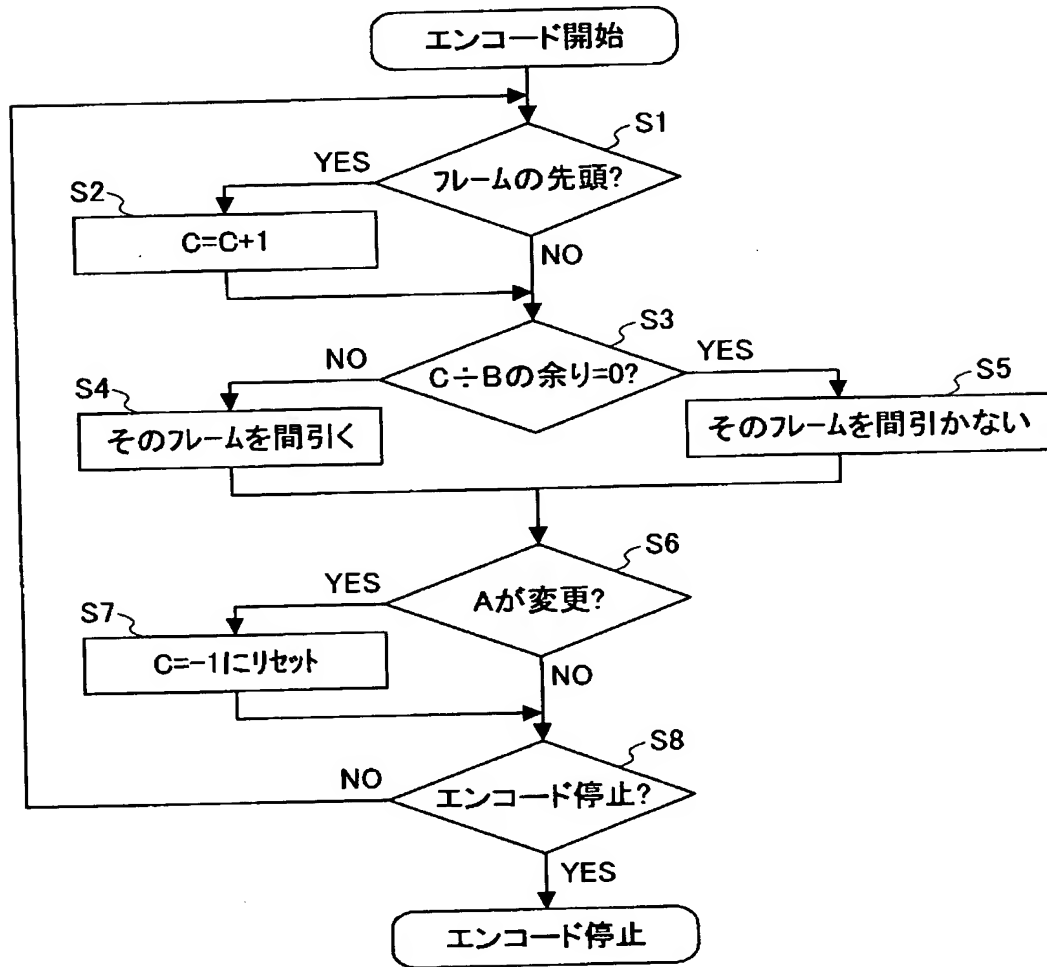 エンコード開始
S1
フレームの先頭?
YES
S2
C=C+1
NO
S3
C÷Bの余り=0?
NO
YES
S4
そのフレームを間引く
S5
そのフレームを間引かない
S6
Aが変更?
YES
S7
C=-1にリセット
NO
S8
エンコード停止?
NO
YES
エンコード停止